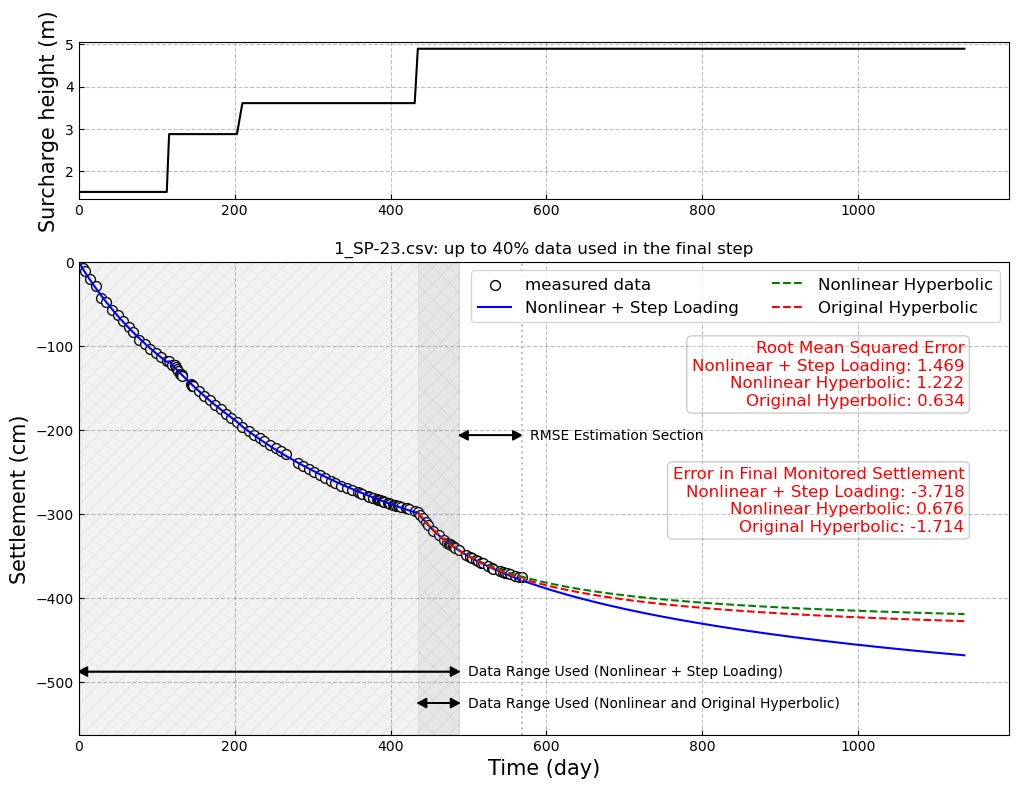 Surcharge height (m)
5
4
3
2
0 200 400 600 800 1000
1_SP-23.csv: up to 40% data used in the final step
Settlement (cm)
0
−100
−200
−300
−400
−500
measured data
Nonlinear + Step Loading
Nonlinear Hyperbolic
Original Hyperbolic
Root Mean Squared Error
Nonlinear + Step Loading: 1.469
Nonlinear Hyperbolic: 1.222
Original Hyperbolic: 0.634
RMSE Estimation Section
Error in Final Monitored Settlement
Nonlinear + Step Loading: -3.718
Nonlinear Hyperbolic: 0.676
Original Hyperbolic: -1.714
Data Range Used (Nonlinear + Step Loading)
Data Range Used (Nonlinear and Original Hyperbolic)
0 200 400 600 800 1000
Time (day)